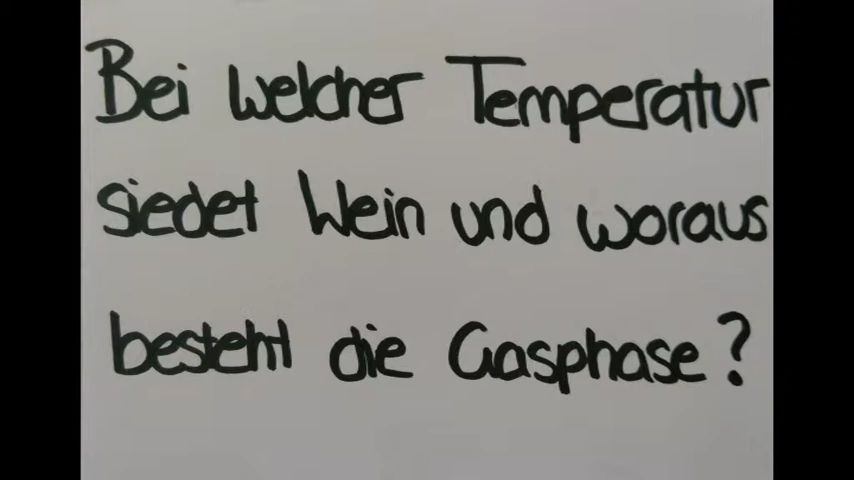 Bei welcher Temperatur
siedet Wein und woraus
besteht die Gasphase?